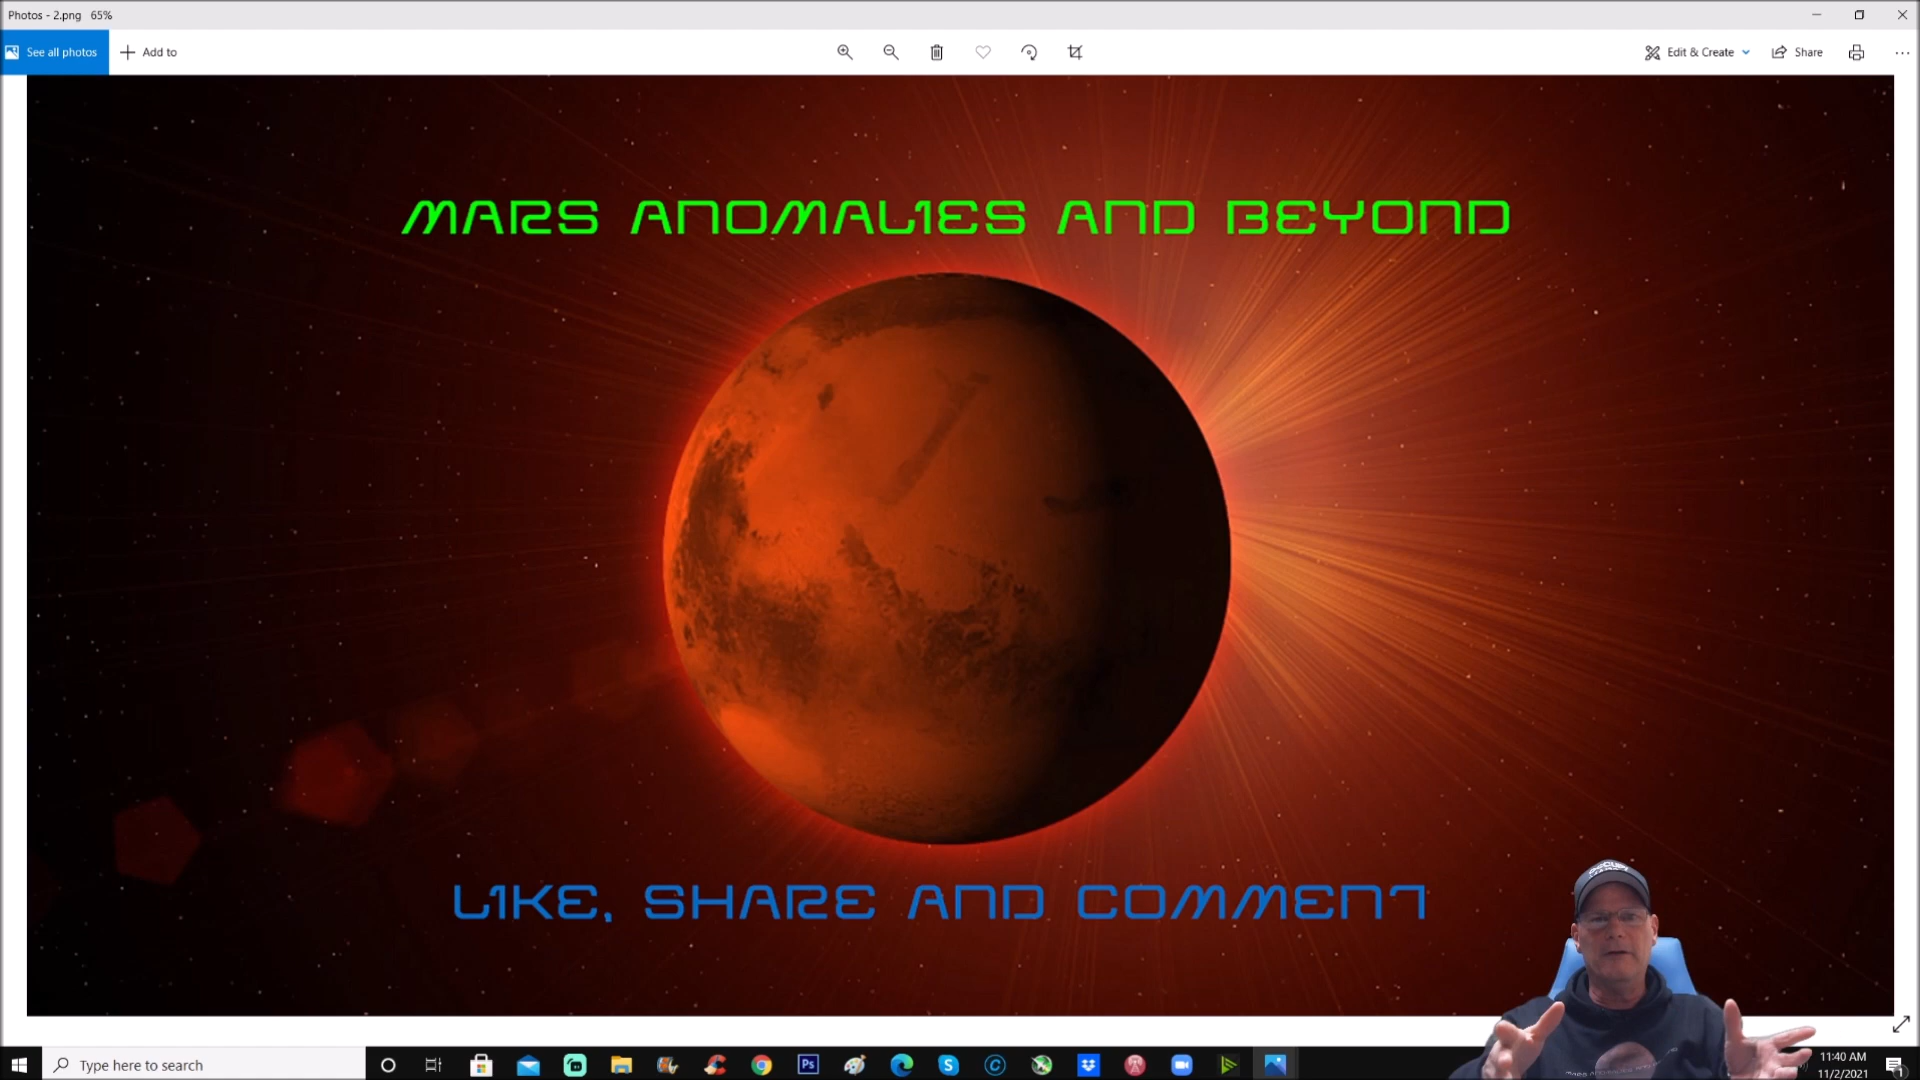 Photos - 2.png 65%
See all photos
Add to
Edit & Create
Share
MARS ANOMALIES AND BEYOND
LIKE, SHARE AND COMMENT
Type here to search
Ps
11:40 AM
11/2/2021